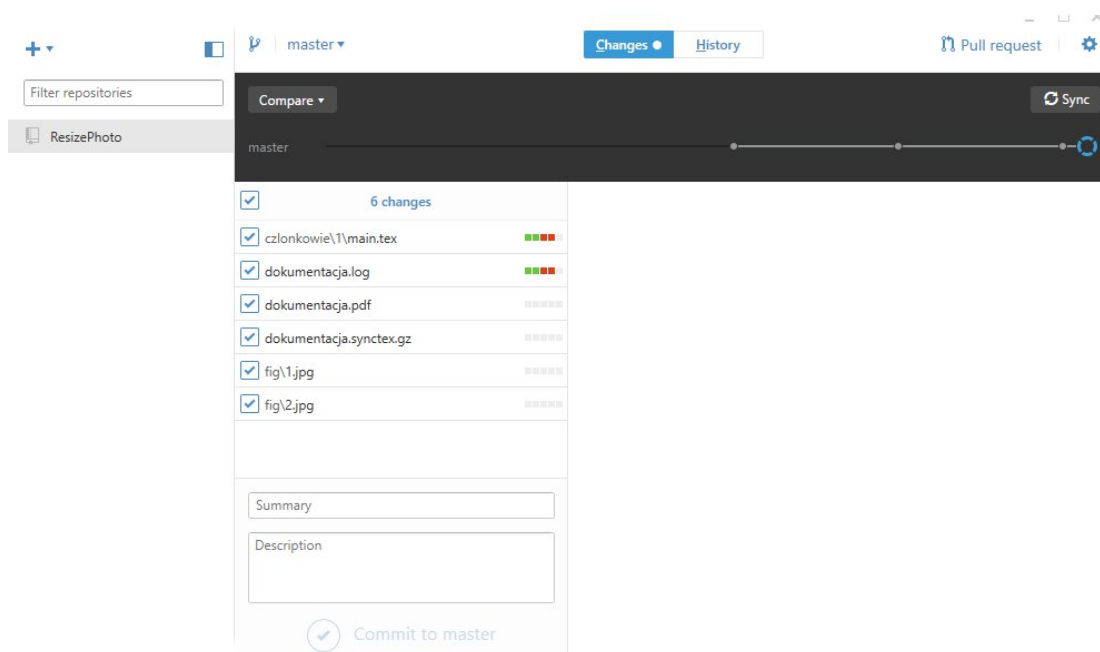 master
Changes
History
Pull request
Filter repositories
Compare
Sync
ResizePhoto
master
6 changes
czlonkowie\1\main.tex
dokumentacja.log
dokumentacja.pdf
dokumentacja.synctex.gz
fig\1.jpg
fig\2.jpg
Summary
Description
Commit to master